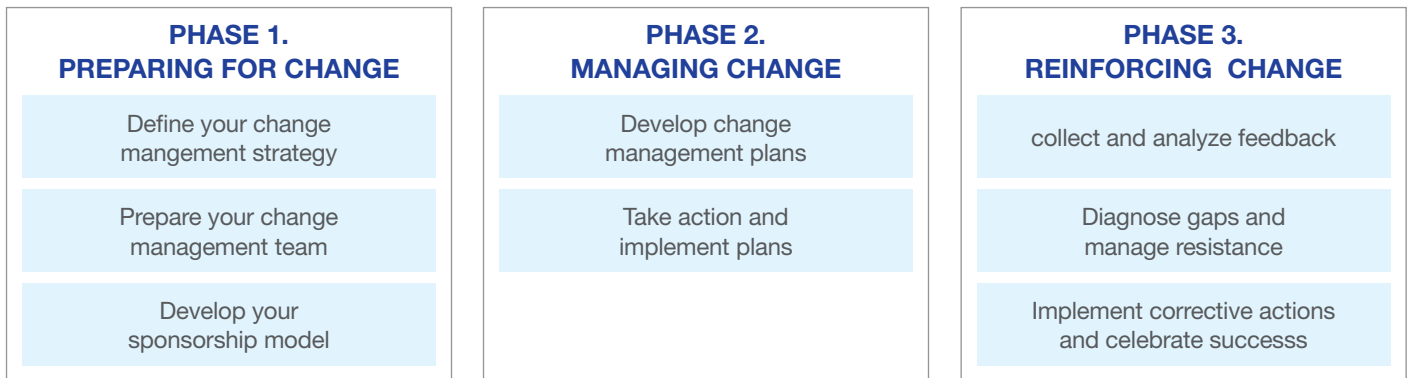 PHASE 1.
PREPARING FOR CHANGE
Define your change
mangement strategy
Prepare your change
management team
Develop your
sponsorship model
PHASE 2.
MANAGING CHANGE
Develop change
management plans
Take action and
implement plans
PHASE 3.
REINFORCING  CHANGE
collect and analyze feedback
Diagnose gaps and
manage resistance
Implement corrective actions
and celebrate successs